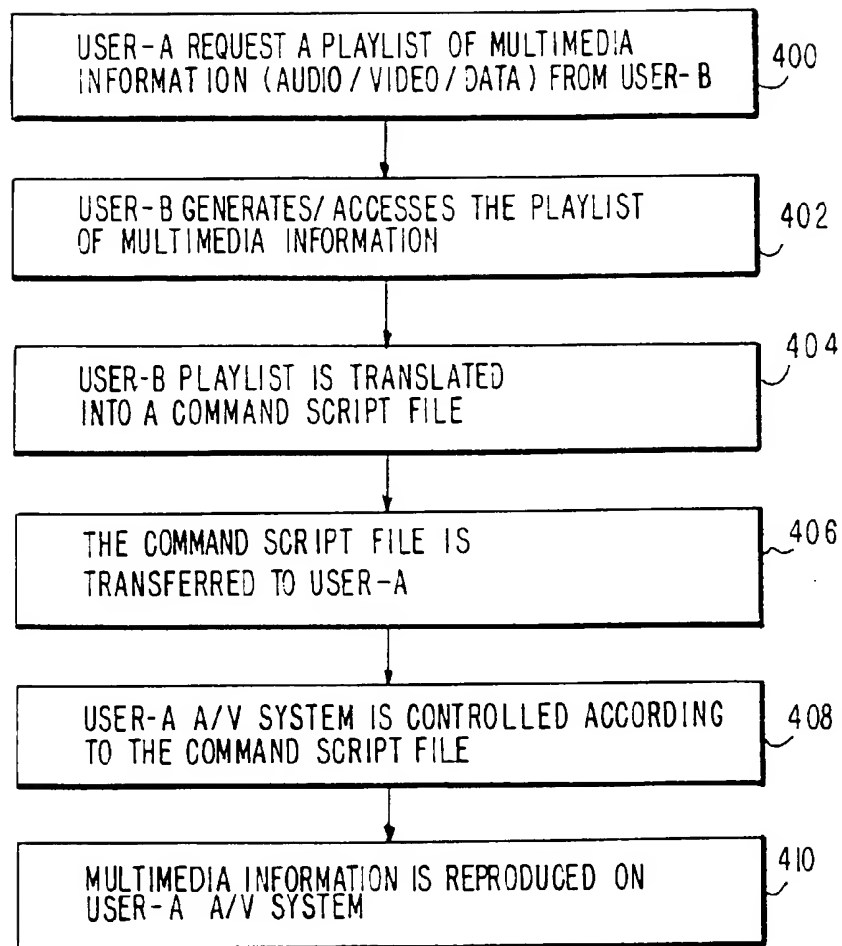 USER-A REQUEST A PLAYLIST OF MULTIMEDIA
INFORMATION (AUDIO/VIDEO/DATA) FROM USER-B
400
USER-B GENERATES/ACCESSES THE PLAYLIST
OF MULTIMEDIA INFORMATION
402
404
USER-B PLAYLIST IS TRANSLATED
INTO A COMMAND SCRIPT FILE
406
THE COMMAND SCRIPT FILE IS
TRANSFERRED TO USER-A
USER-A A/V SYSTEM IS CONTROLLED ACCORDING
TO THE COMMAND SCRIPT FILE
408
410
MULTIMEDIA INFORMATION IS REPRODUCED ON
USER-A A/V SYSTEM